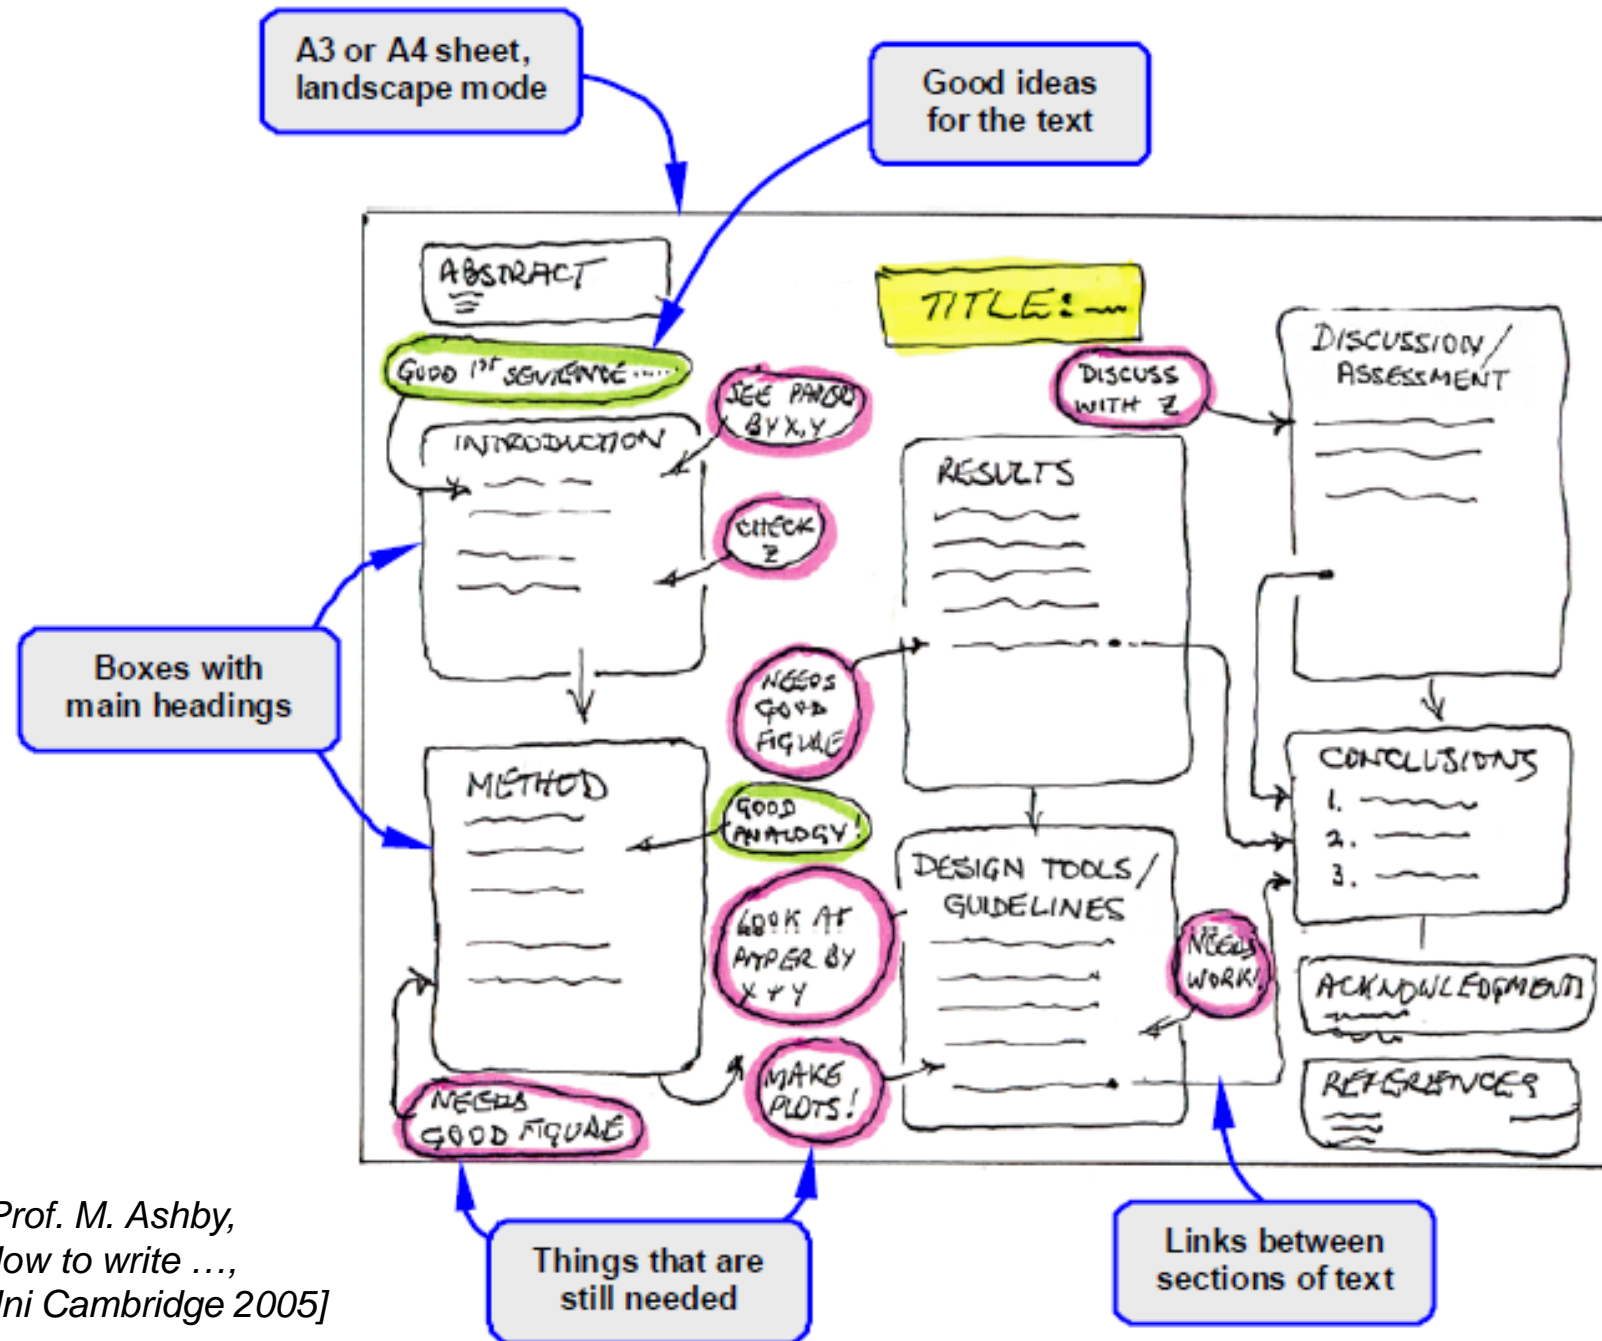 A3 or A4 sheet,
landscape mode
Good ideas
for the text
ABSTRACT
TITLE:
GOOD 1st SENTENCE .....
SEE PAPERS
BY X, Y
DISCUSS
WITH Z
DISCUSSION/
ASSESSMENT
INTRODUCTION
RESULTS
CHECK
Z
Boxes with
main headings
NEEDS
GOOD
FIGURE
METHOD
GOOD
ANALOGY!
CONCLUSIONS
1.
2.
3.
DESIGN TOOLS/
GUIDELINES
LOOK AT
PAPER BY
X + Y
NEEDS
WORK!
ACKNOWLEDGMENTS
MAKE
PLOTS!
REFERENCES
NEEDS
GOOD FIGURE
Things that are
still needed
Links between
sections of text
Prof. M. Ashby,
How to write …,
Uni Cambridge 2005]